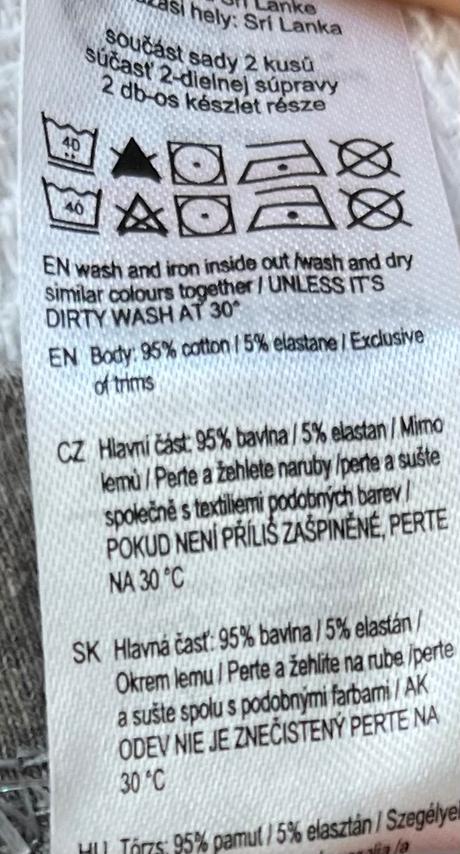 Sri Lanke
hely: Srí Lanka
součást sady 2 kusů
súčasť 2-dielnej súpravy
2 db-os készlet része
40
40
EN wash and iron inside out /wash and dry
similar colours together / UNLESS IT'S
DIRTY WASH AT 30°
EN Body: 95% cotton / 5% elastane / Exclusive
of trims
CZ Hlavní část: 95% bavlna / 5% elastan / Mimo
lemů / Perte a žehlete naruby /perte a sušte
společně s textiliemi podobných barev /
POKUD NENÍ PŘÍLIŠ ZAŠPINĚNÉ, PERTE
NA 30 °C
SK Hlavná časť: 95% bavlna / 5% elastán /
Okrem lemu / Perte a žehlite na rube /perte
a sušte spolu s podobnými farbami / AK
ODEV NIE JE ZNEČISTENÝ PERTE NA
30 °C
HU Törzs: 95% pamut / 5% elasztán / Szegélye